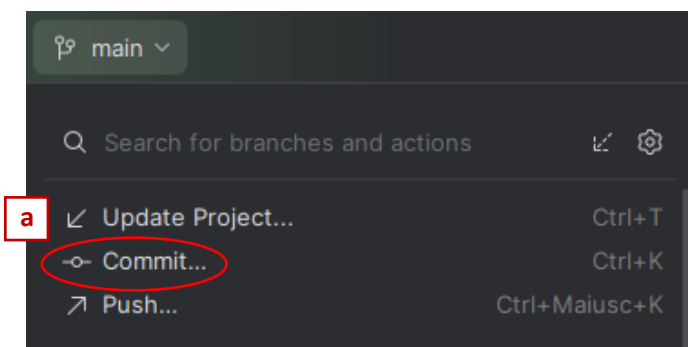 main
Search for branches and actions
a
Update Project... Ctrl+T
Commit... Ctrl+K
Push... Ctrl+Maiusc+K